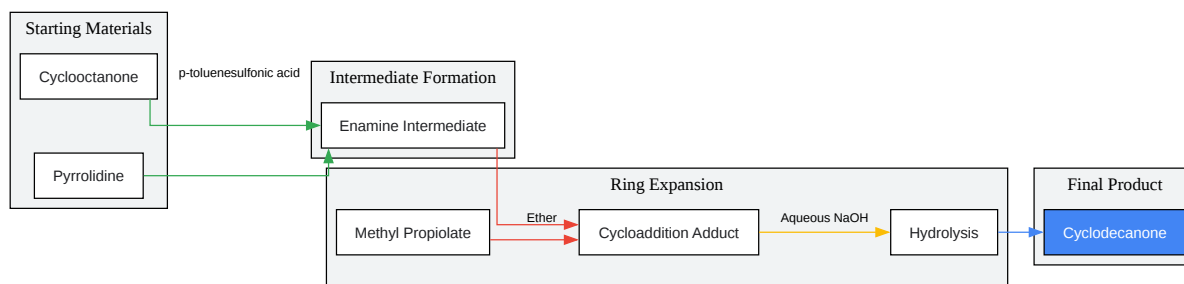 Starting Materials
Cyclooctanone
p-toluenesulfonic acid
Intermediate Formation
Enamine Intermediate
Pyrrolidine
Ring Expansion
Final Product
Methyl Propiolate
Ether
Cycloaddition Adduct
Aqueous NaOH
Hydrolysis
Cyclodecanone